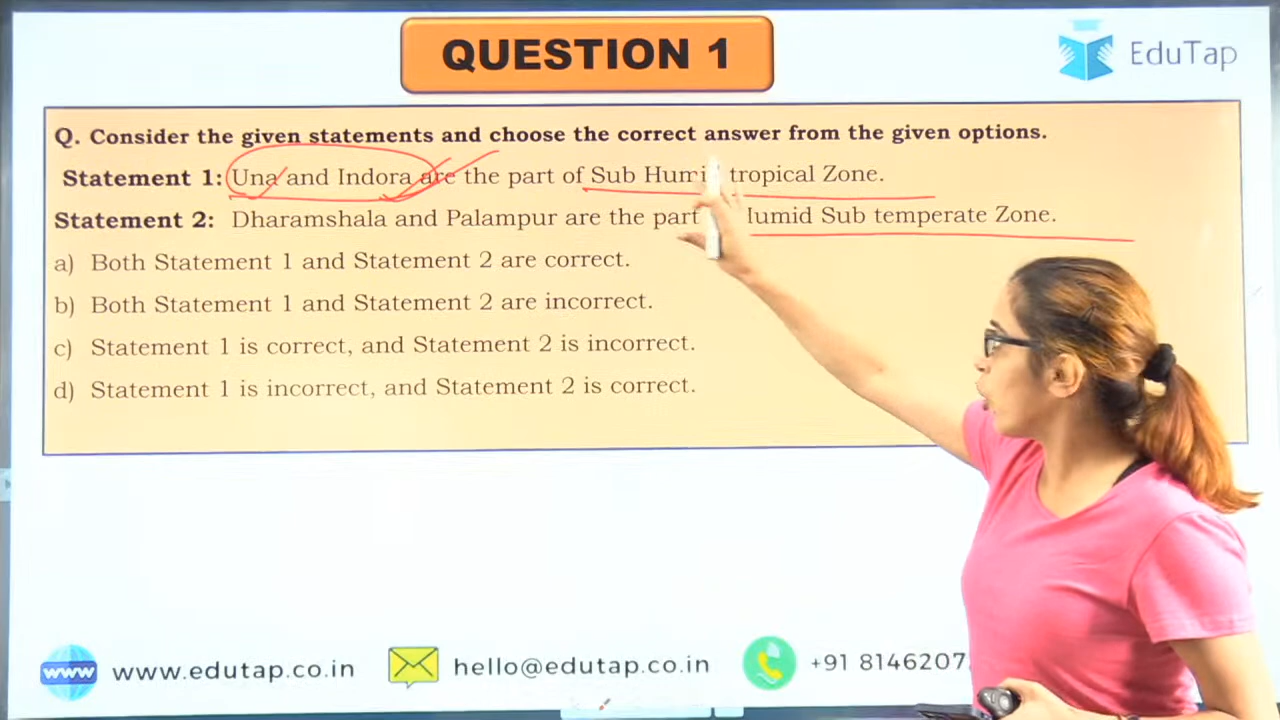 QUESTION 1
EduTap
Q. Consider the given statements and choose the correct answer from the given options.
Statement 1: Una and Indora are the part of Sub Humi tropical Zone.
Statement 2: Dharamshala and Palampur are the part umid Sub temperate Zone.
a) Both Statement 1 and Statement 2 are correct.
b) Both Statement 1 and Statement 2 are incorrect.
c) Statement 1 is correct, and Statement 2 is incorrect.
d) Statement 1 is incorrect, and Statement 2 is correct.
www www.edutap.co.in hello@edutap.co.in +91 8146207